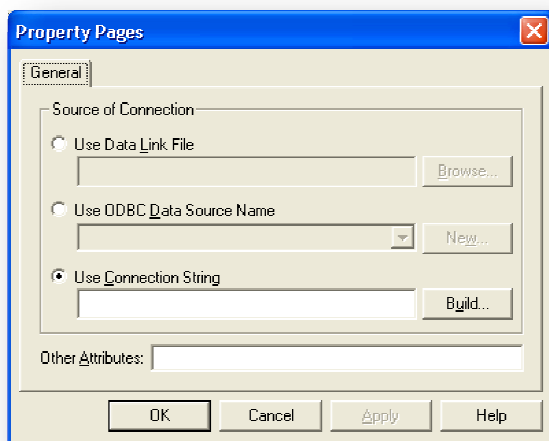 Property Pages
General
Source of Connection
Use Data Link File
Browse...
Use ODBC Data Source Name
New...
Use Connection String
Build...
Other Attributes:
OK Cancel Apply Help